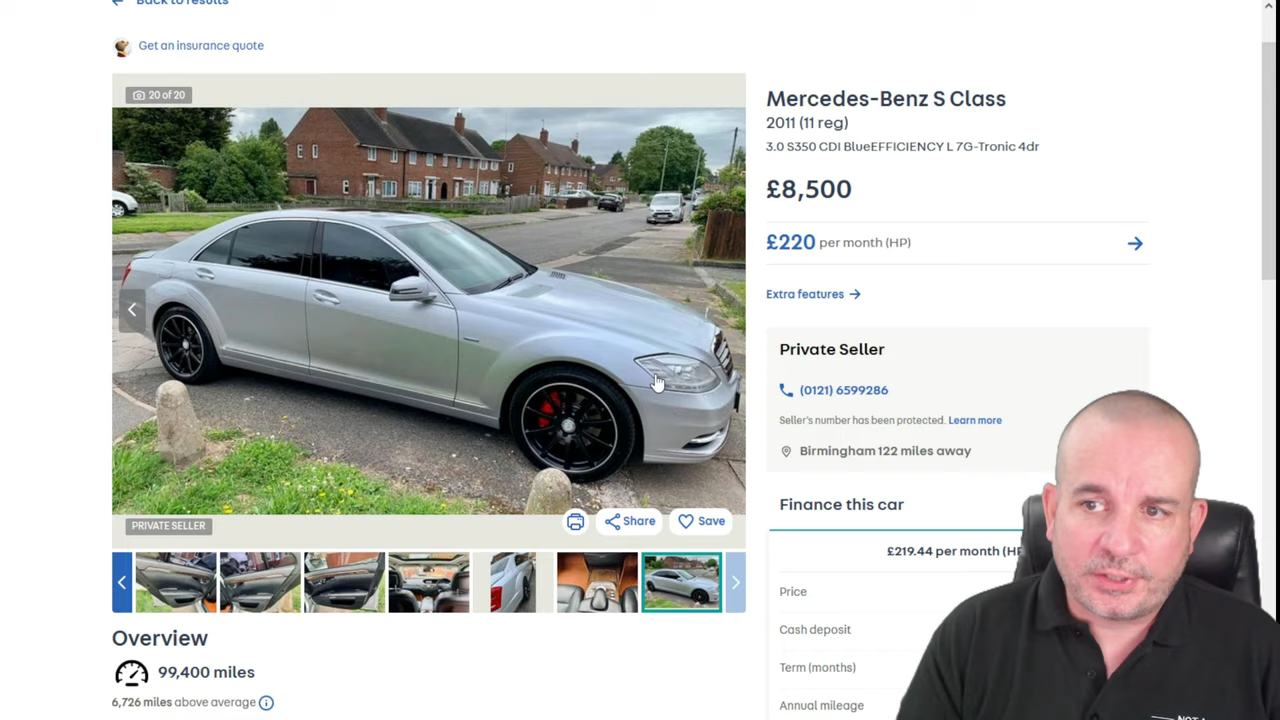 Back to results
Get an insurance quote
20 of 20
Mercedes-Benz S Class
2011 (11 reg)
3.0 S350 CDI BlueEFFICIENCY L 7G-Tronic 4dr
£8,500
£220 per month (HP)
Extra features
Private Seller
(0121) 6599286
Seller's number has been protected. Learn more
Birmingham 122 miles away
PRIVATE SELLER
Share
Save
Finance this car
£219.44 per month (HP
Price
Cash deposit
Term (months)
Annual mileage
Overview
99,400 miles
6,726 miles above average